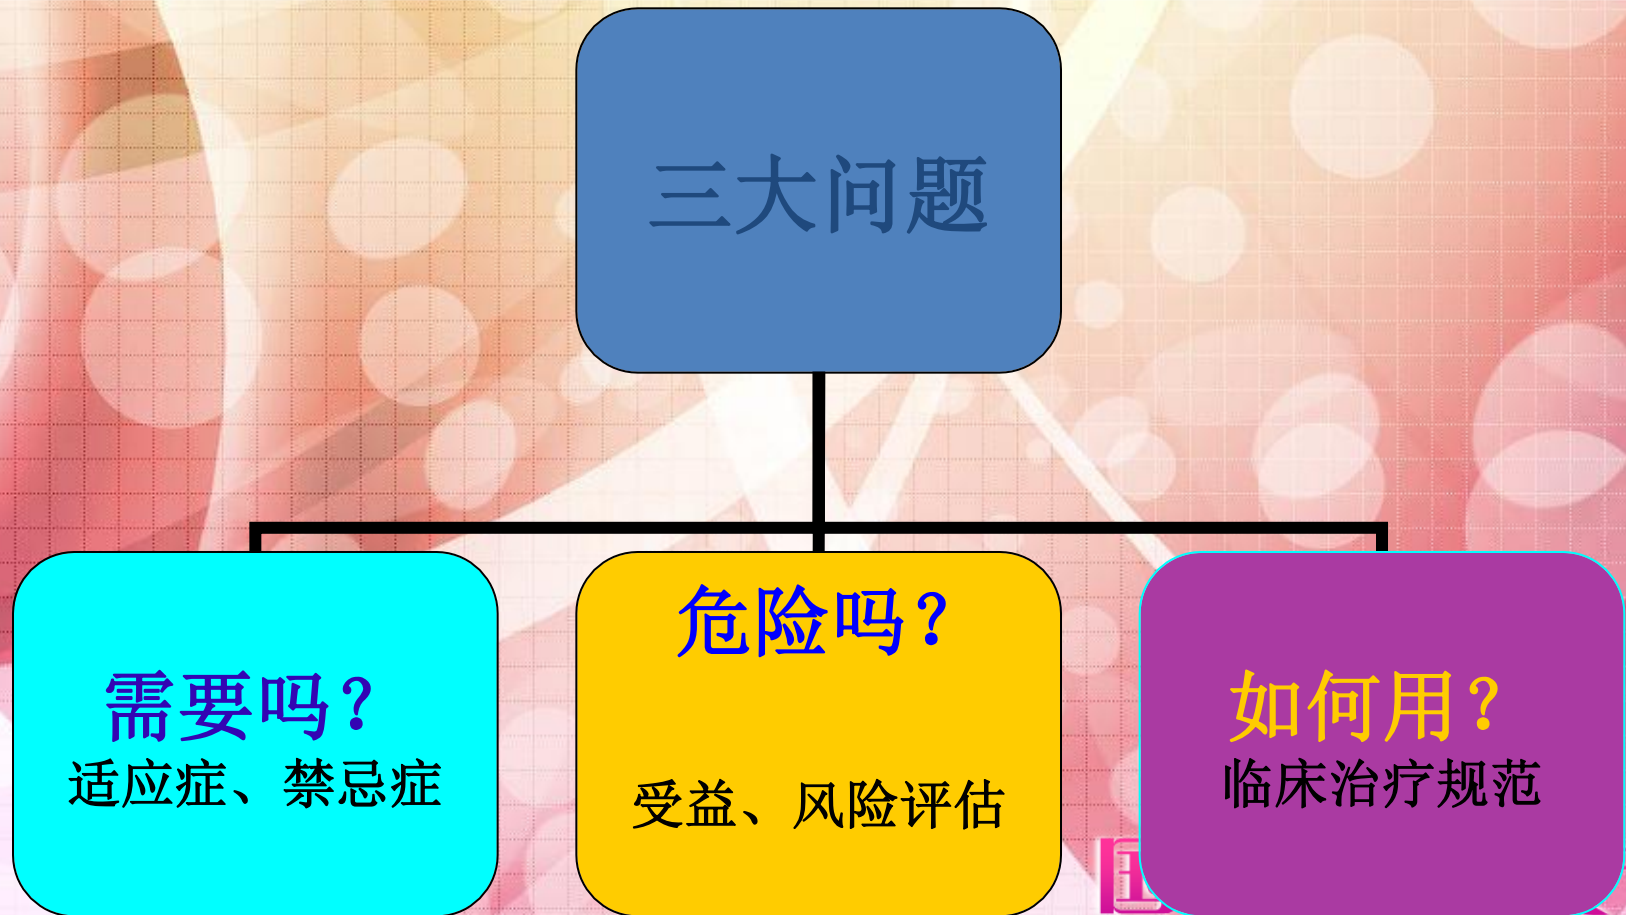 三大问题
需要吗？
适应症、禁忌症
危险吗？
受益、风险评估
如何用？
临床治疗规范